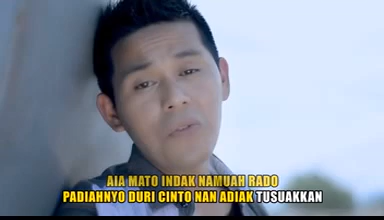 AIA MATO INDAK NAMUAH RADO
PADIAHNYO DURI CINTO NAN ADIAK TUSUAKKAN